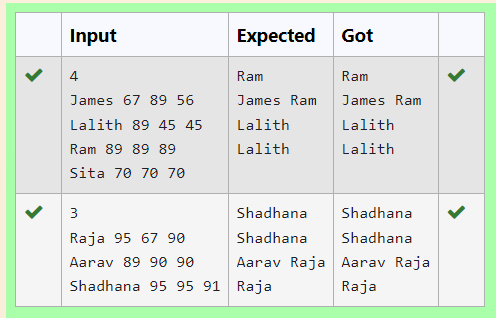 Input Expected Got
4 Ram Ram
James 67 89 56 James Ram James Ram
Lalith 89 45 45 Lalith Lalith
Ram 89 89 89 Lalith Lalith
Sita 70 70 70
3 Shadhana Shadhana
Raja 95 67 90 Shadhana Shadhana
Aarav 89 90 90 Aarav Raja Aarav Raja
Shadhana 95 95 91 Raja Raja